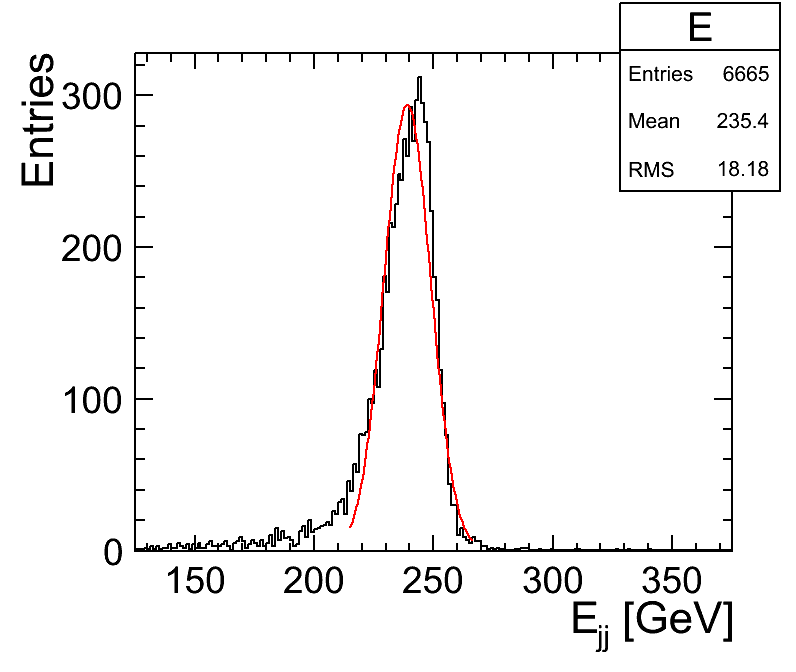 E
Entries 6665
Mean 235.4
RMS 18.18
Entries
300
200
100
0
150 200 250 300 350
E_jj [GeV]